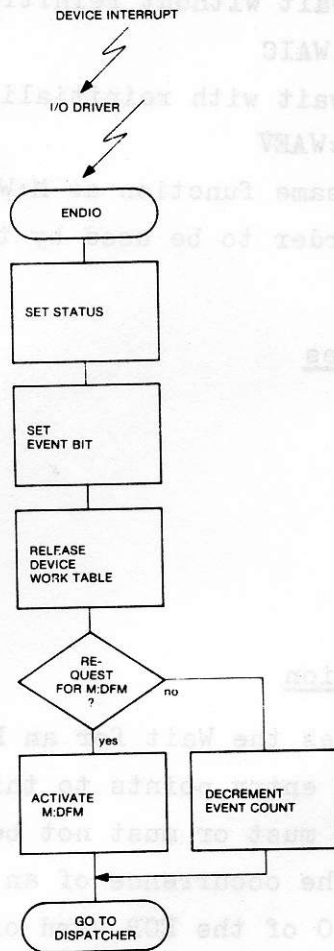 DEVICE INTERRUPT
I/O DRIVER
ENDIO
SET STATUS
SET
EVENT BIT
RELEASE
DEVICE
WORK TABLE
RE-
QUEST
FOR M:DFM
?
no
yes
ACTIVATE
M:DFM
DECREMENT
EVENT COUNT
GO TO
DISPATCHER